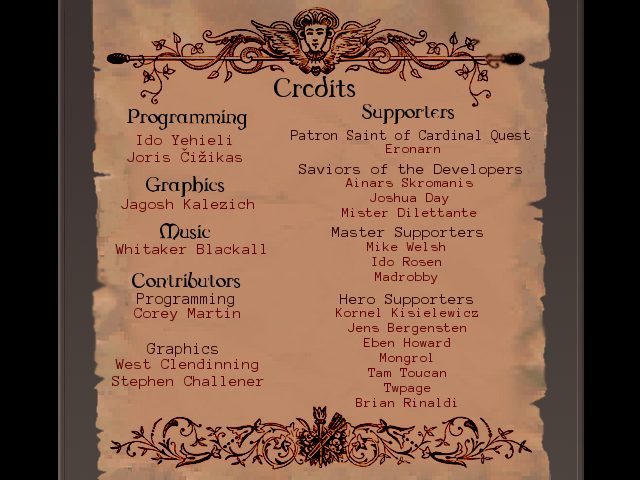 Credits
Programming
Ido Yehieli
Joris Čižikas
Graphics
Jagosh Kalezich
Music
Whitaker Blackall
Contributors
Programming
Corey Martin
Graphics
West Clendinning
Stephen Challener
Supporters
Patron Saint of Cardinal Quest
Eronarn
Saviors of the Developers
Ainars Skromanis
Joshua Day
Mister Dilettante
Master Supporters
Mike Welsh
Ido Rosen
Madrobby
Hero Supporters
Kornel Kisielewicz
Jens Bergensten
Eben Howard
Mongrol
Tam Toucan
Twpage
Brian Rinaldi